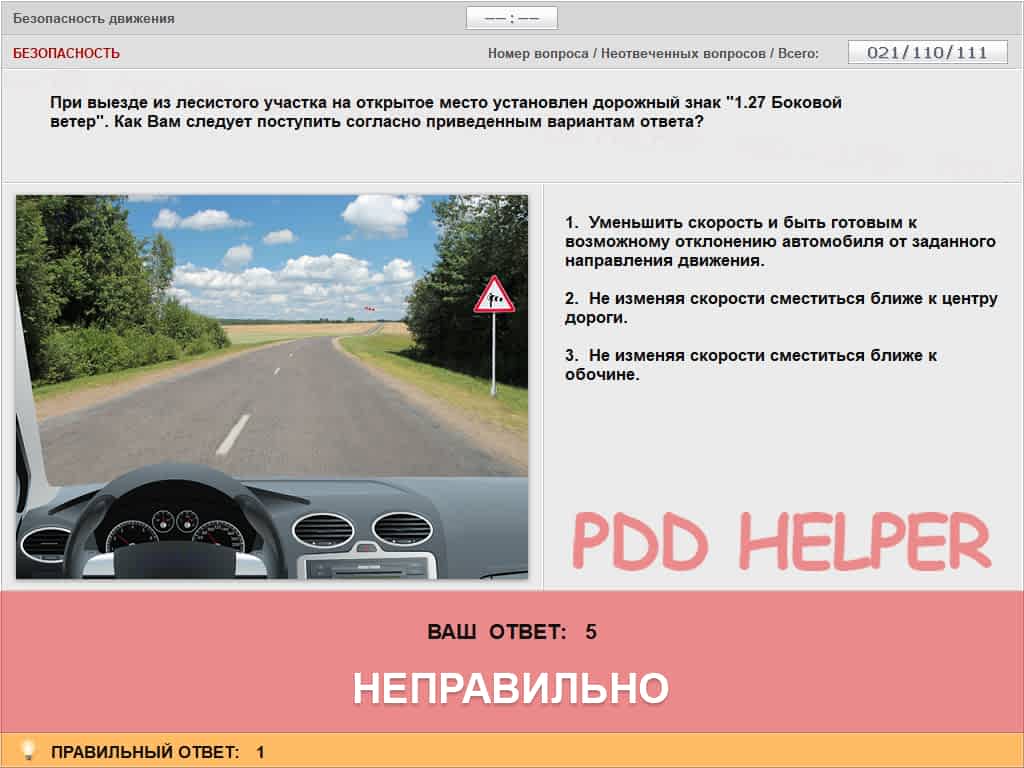 Безопасность движения
–– : ––
БЕЗОПАСНОСТЬ
Номер вопроса / Неотвеченных вопросов / Всего:
021/110/111
При выезде из лесистого участка на открытое место установлен дорожный знак "1.27 Боковой
ветер". Как Вам следует поступить согласно приведенным вариантам ответа?
1. Уменьшить скорость и быть готовым к
возможному отклонению автомобиля от заданного
направления движения.
2. Не изменяя скорости сместиться ближе к центру
дороги.
3. Не изменяя скорости сместиться ближе к
обочине.
PDD HELPER
ВАШ ОТВЕТ: 5
НЕПРАВИЛЬНО
ПРАВИЛЬНЫЙ ОТВЕТ: 1